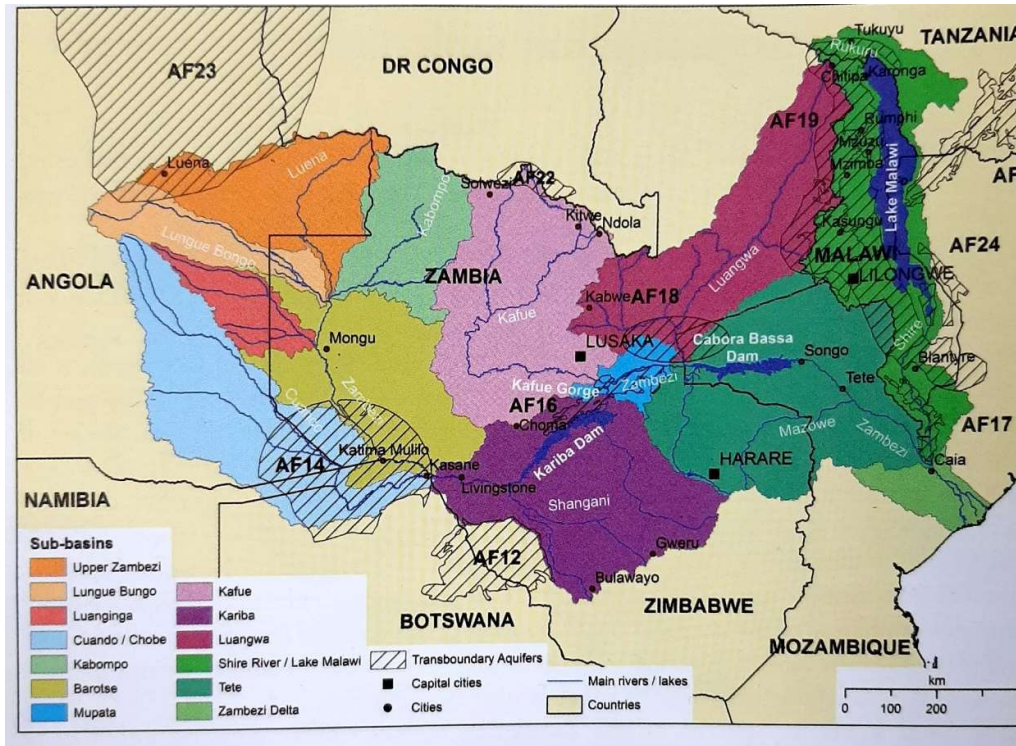 Tukuyu
TANZANIA
Rukuru
AF23
DR CONGO
Chitipa
Karonga
AF19
Rumphi
Mzuzu
Mzimba
Luena
Luena
AF22
Solwezi
Kabompo
Kitwe
Ndola
Kasungu
Lake Malawi
Lungue Bongo
Luangwa
AF24
MALAWI
LILONGWE
ANGOLA
ZAMBIA
Kabwe
AF18
Kafue
Mongu
LUSAKA
Cabora Bassa
Dam
Songo
Shire
Blantyre
Kafue Gorge
Zambezi
Tete
Zambezi
AF16
Choma
Mazowe
Zambezi
AF17
Katima Mulilo
AF14
Kasane
Kariba Dam
HARARE
Caia
Livingstone
NAMIBIA
Shangani
AF12
Gweru
Bulawayo
BOTSWANA
ZIMBABWE
MOZAMBIQUE
Sub-basins
Upper Zambezi
Lungue Bungo
Luanginga
Cuando / Chobe
Kabompo
Barotse
Mupata
Kafue
Kariba
Luangwa
Shire River / Lake Malawi
Tete
Zambezi Delta
Transboundary Aquifers
Capital cities
Cities
Main rivers / lakes
Countries
km
0 100 200